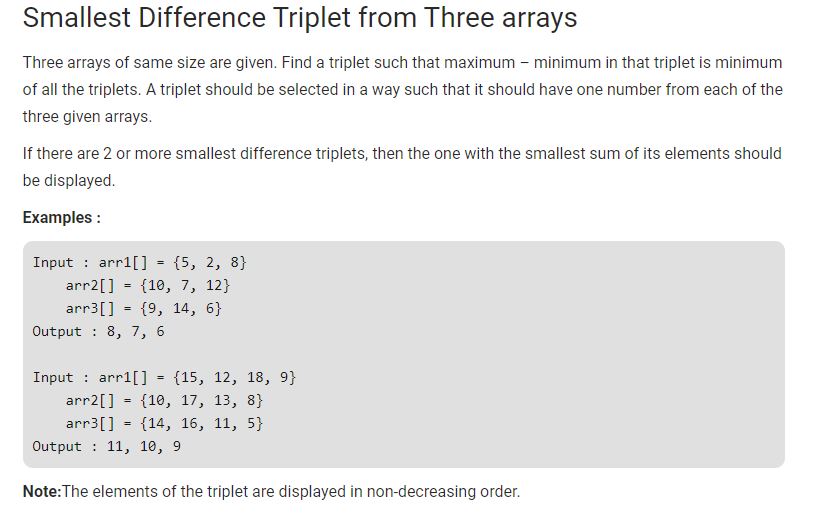 Smallest Difference Triplet from Three arrays
Three arrays of same size are given. Find a triplet such that maximum – minimum in that triplet is minimum
of all the triplets. A triplet should be selected in a way such that it should have one number from each of the
three given arrays.
If there are 2 or more smallest difference triplets, then the one with the smallest sum of its elements should
be displayed.
Examples :
Input : arr1[] = {5, 2, 8}
arr2[] = {10, 7, 12}
arr3[] = {9, 14, 6}
Output : 8, 7, 6
Input : arr1[] = {15, 12, 18, 9}
arr2[] = {10, 17, 13, 8}
arr3[] = {14, 16, 11, 5}
Output : 11, 10, 9
Note:The elements of the triplet are displayed in non-decreasing order.